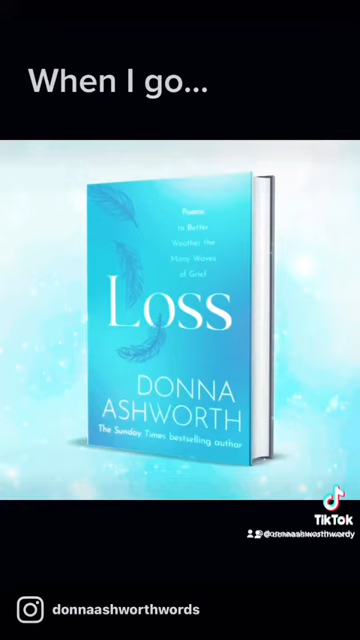 When I go...
Poems
to Better
Weather the
Many Waves
of Grief
Loss
DONNA
ASHWORTH
The Sunday Times bestselling author
TikTok
donnaashworthwords